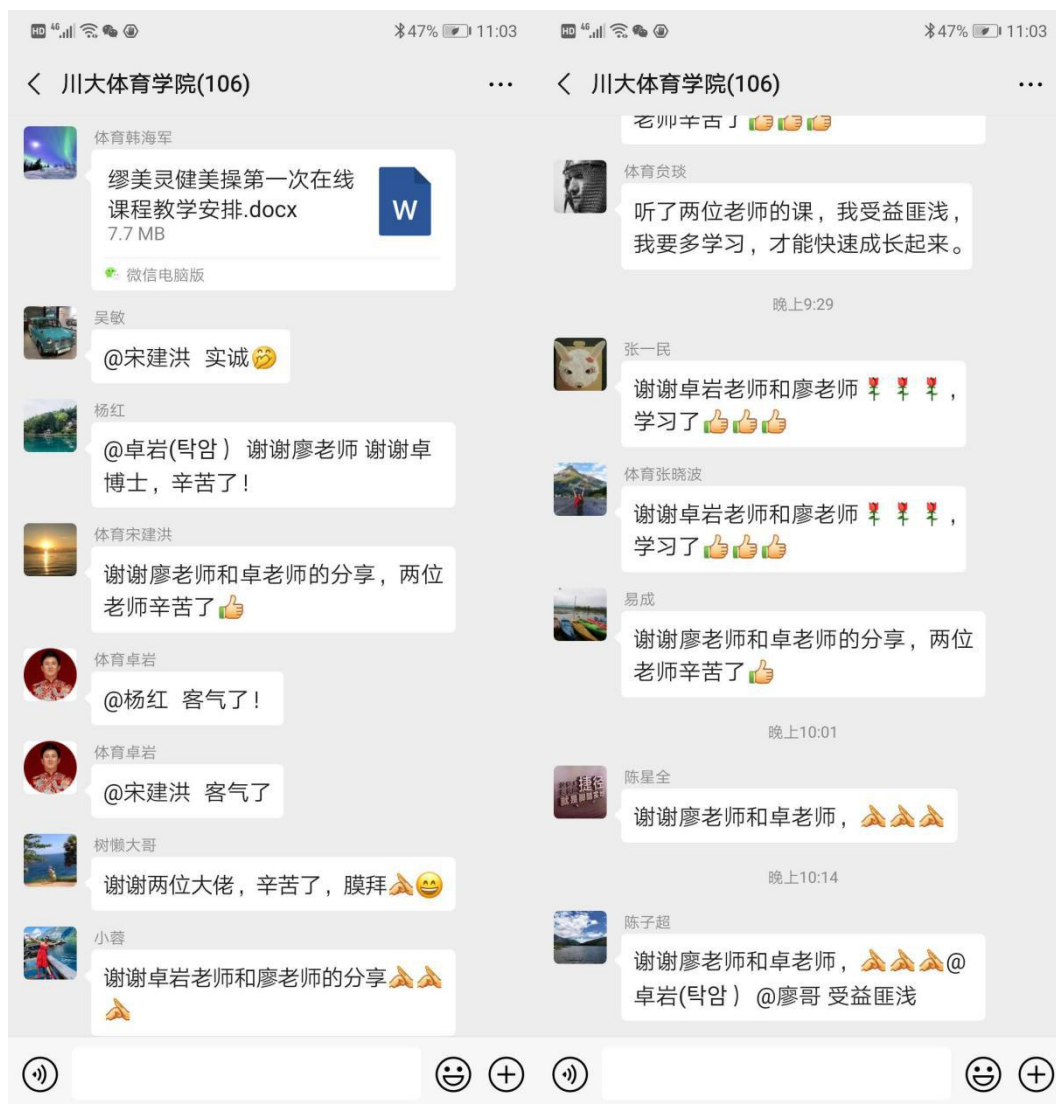 HD 46 47% 11:03
川大体育学院(106)
体育韩海军
缪美灵健美操第一次在线
课程教学安排.docx
W
7.7 MB
微信电脑版
吴敏
@宋建洪 实诚🤭
杨红
@卓岩(탁암） 谢谢廖老师 谢谢卓
博士，辛苦了！
体育宋建洪
谢谢廖老师和卓老师的分享，两位
老师辛苦了👍
体育卓岩
@杨红 客气了！
体育卓岩
@宋建洪 客气了
树懒大哥
谢谢两位大佬，辛苦了，膜拜🙏😄
小蓉
谢谢卓岩老师和廖老师的分享🙏🙏
🙏
HD 46 47% 11:03
川大体育学院(106)
老师辛苦了👍👍👍
体育贠琰
听了两位老师的课，我受益匪浅，
我要多学习，才能快速成长起来。
晚上9:29
张一民
谢谢卓岩老师和廖老师🌹🌹🌹，
学习了👍👍👍
体育张晓波
谢谢卓岩老师和廖老师🌹🌹🌹，
学习了👍👍👍
易成
谢谢廖老师和卓老师的分享，两位
老师辛苦了👍
晚上10:01
陈星全
捷径
谢谢廖老师和卓老师，🙏🙏🙏
晚上10:14
陈子超
谢谢廖老师和卓老师，🙏🙏🙏@
卓岩(탁암） @廖哥 受益匪浅